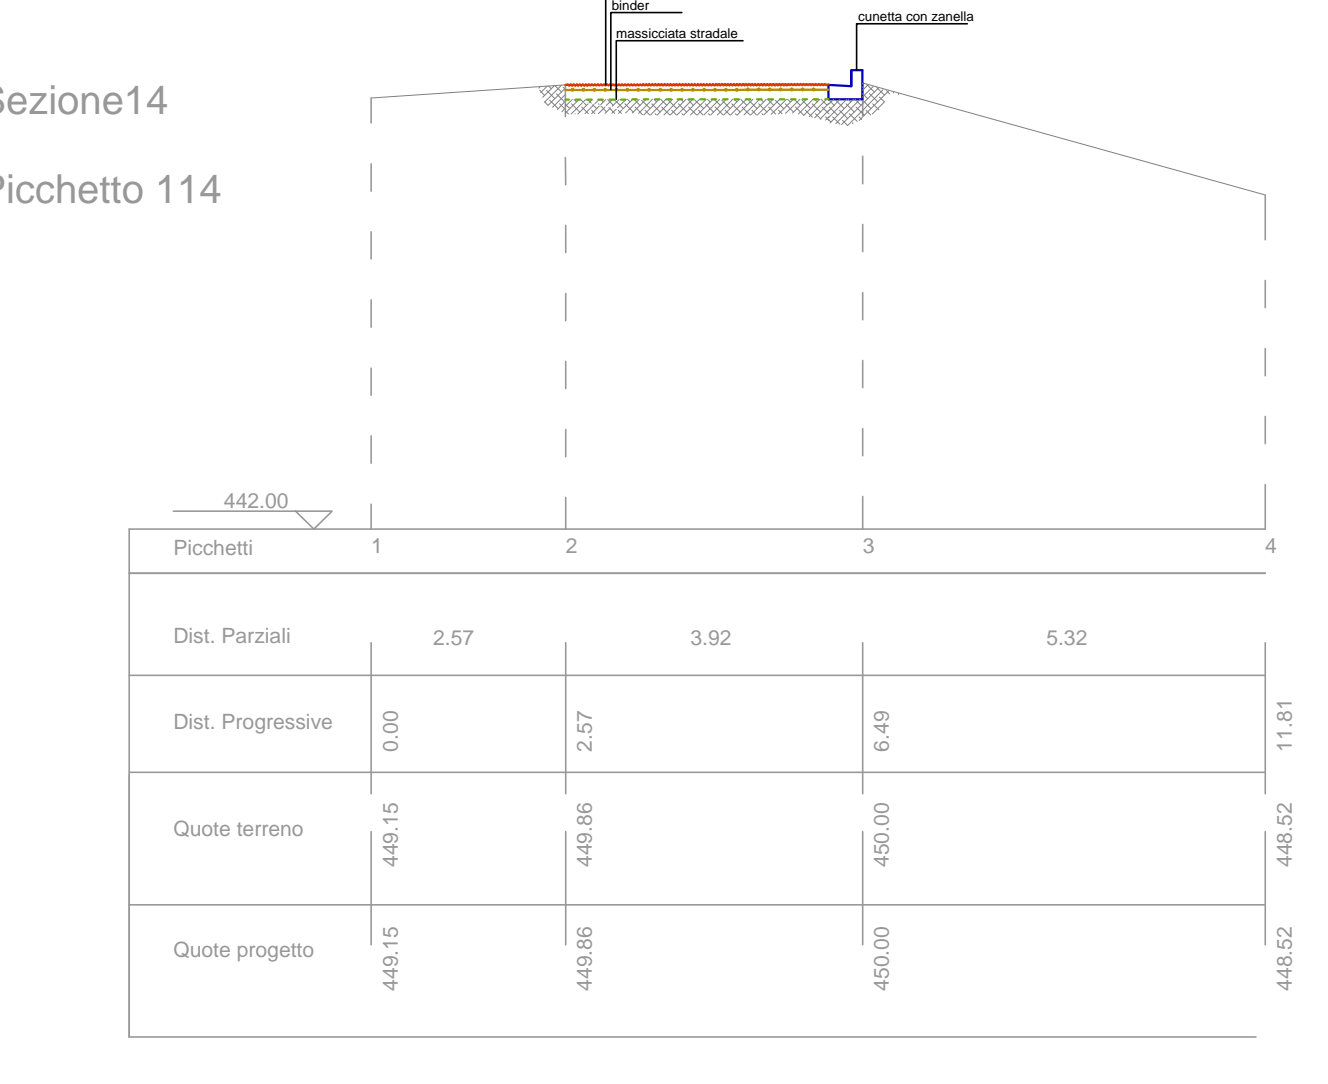 binder
cunetta con zanella
massicciata stradale
Sezione14
Picchetto 114
442.00
Picchetti 1 2 3 4
Dist. Parziali 2.57 3.92 5.32
Dist. Progressive 0.00 2.57 6.49 11.81
Quote terreno 449.15 449.86 450.00 448.52
Quote progetto 449.15 449.86 450.00 448.52